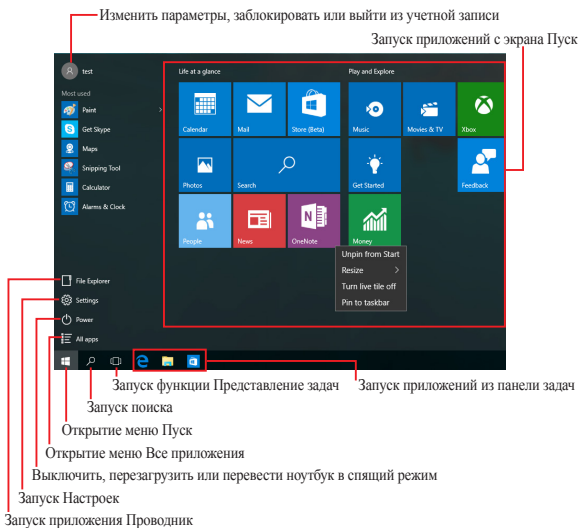 Изменить параметры, заблокировать или выйти из учетной записи
Запуск приложений с экрана Пуск
test
Life at a glance
Play and Explore
Most used
Paint
Get Skype
Maps
Snipping Tool
Calculator
Alarms & Clock
Calendar
Mail
Store (Beta)
Music
Movies & TV
Xbox
Photos
Search
Get Started
Feedback
People
News
OneNote
Money
Unpin from Start
Resize
Turn live tile off
Pin to taskbar
File Explorer
Settings
Power
All apps
Запуск функции Представление задач
Запуск приложений из панели задач
Запуск поиска
Открытие меню Пуск
Открытие меню Все приложения
Выключить, перезагрузить или перевести ноутбук в спящий режим
Запуск Настроек
Запуск приложения Проводник